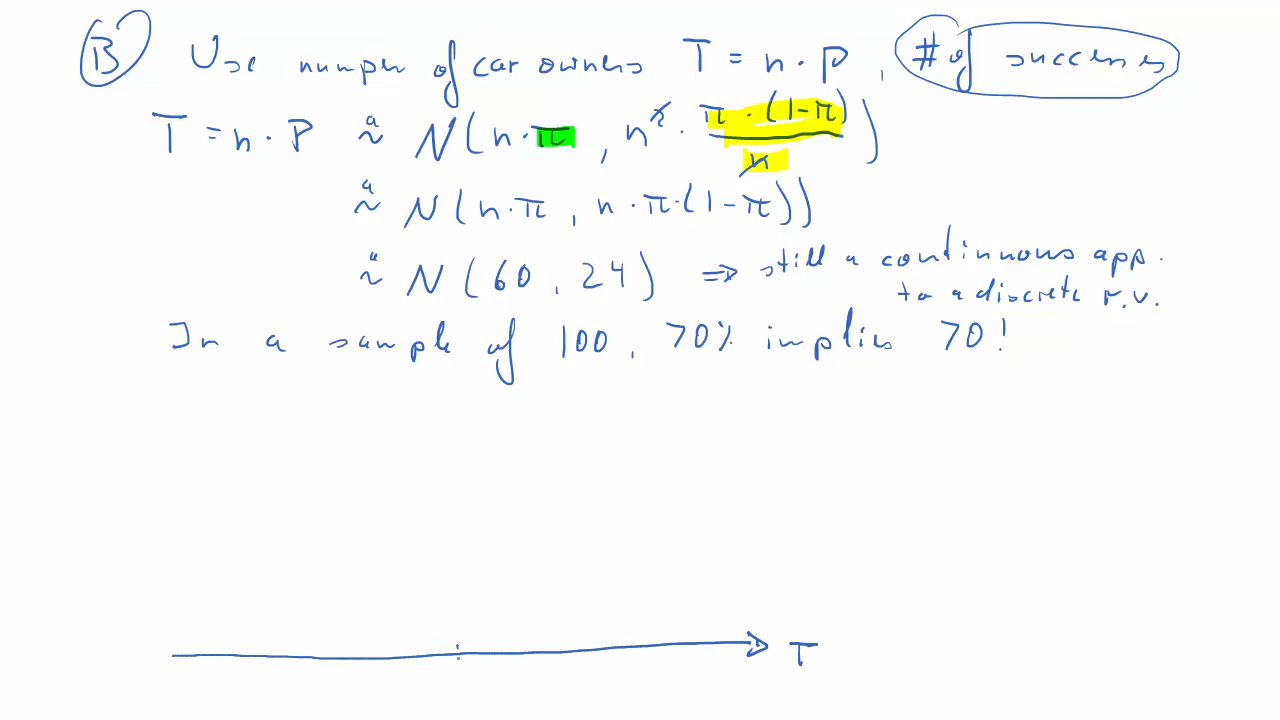 B Use numper of car owners T = n · P , # of successes
T = n · P ᵃ~ N ( n · π , n² · π · (1-π) / n )
ᵃ~ N ( n · π , n · π · (1-π))
ᵃ~ N ( 60 , 24 ) ⇒ still a continuous app.
to a discrete r.v.
In a sample of 100 , 70% implies 70 !
T